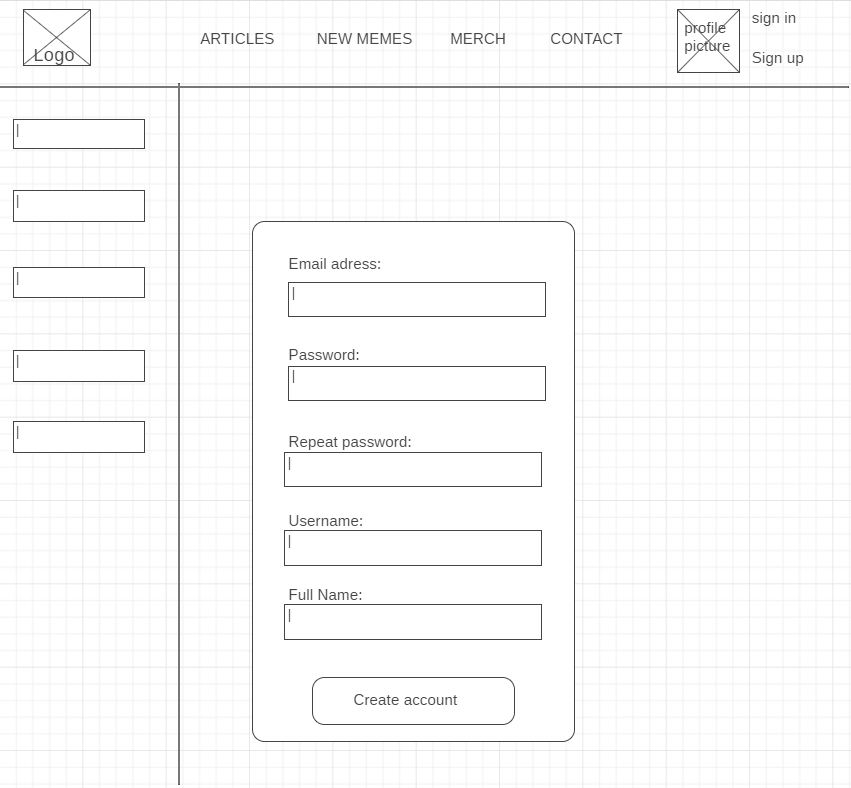 Logo
ARTICLES
NEW MEMES
MERCH
CONTACT
profile
picture
sign in
Sign up
Email adress:
Password:
Repeat password:
Username:
Full Name:
Create account